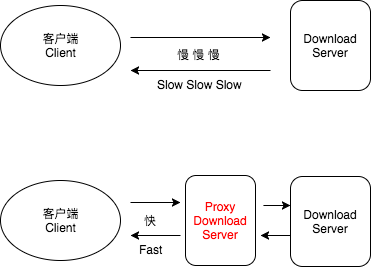 客户端
Client
慢 慢 慢
Slow Slow Slow
Download
Server
客户端
Client
快
Fast
Proxy
Download
Server
Download
Server